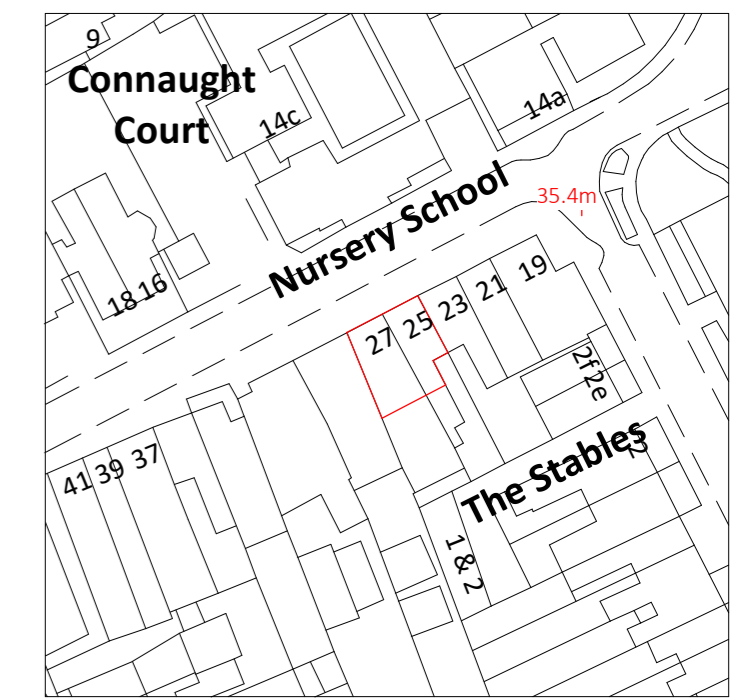 9
Connaught
Court
14c
14a
Nursery School
35.4m
18 16
27 25 23 21 19
2f 2e
41 39 37
The Stables
12
1 & 2